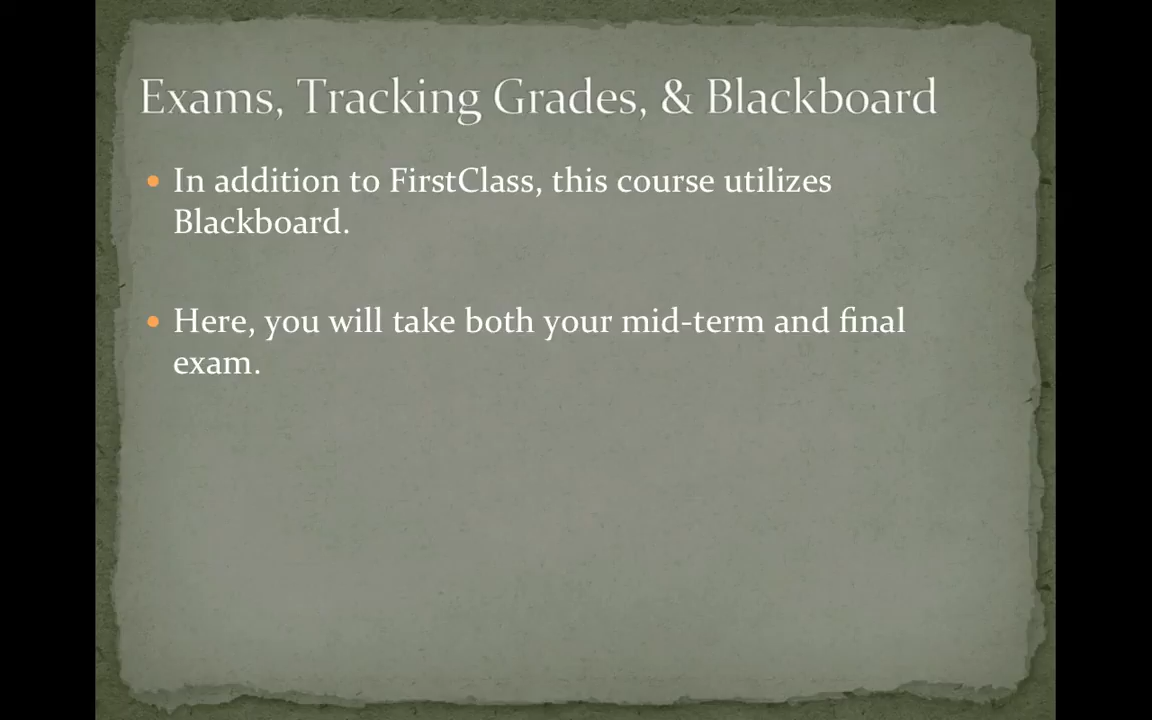 Exams, Tracking Grades, & Blackboard
• In addition to FirstClass, this course utilizes
Blackboard.
• Here, you will take both your mid-term and final
exam.